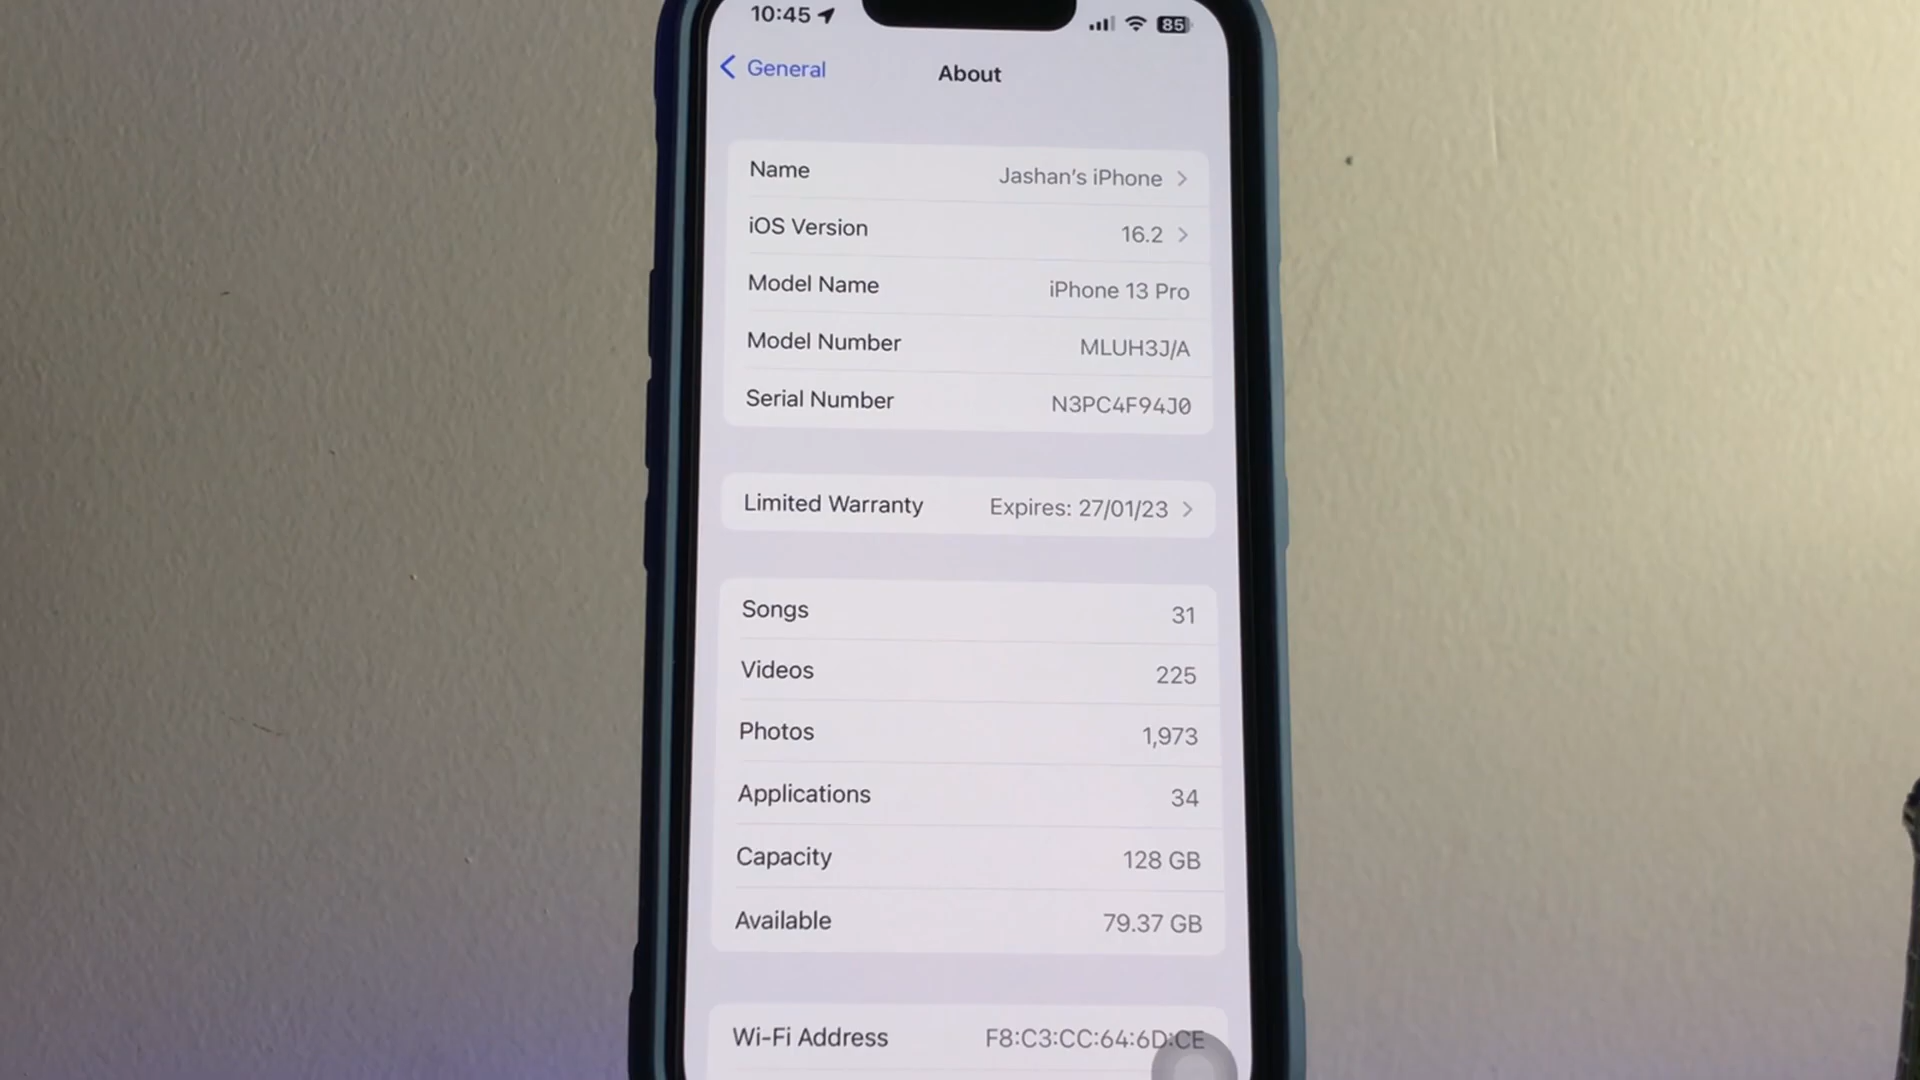 10:45 85
General About
Name Jashan's iPhone
iOS Version 16.2
Model Name iPhone 13 Pro
Model Number MLUH3J/A
Serial Number N3PC4F94J0
Limited Warranty Expires: 27/01/23
Songs 31
Videos 225
Photos 1,973
Applications 34
Capacity 128 GB
Available 79.37 GB
Wi-Fi Address F8:C3:CC:64:6D:CE